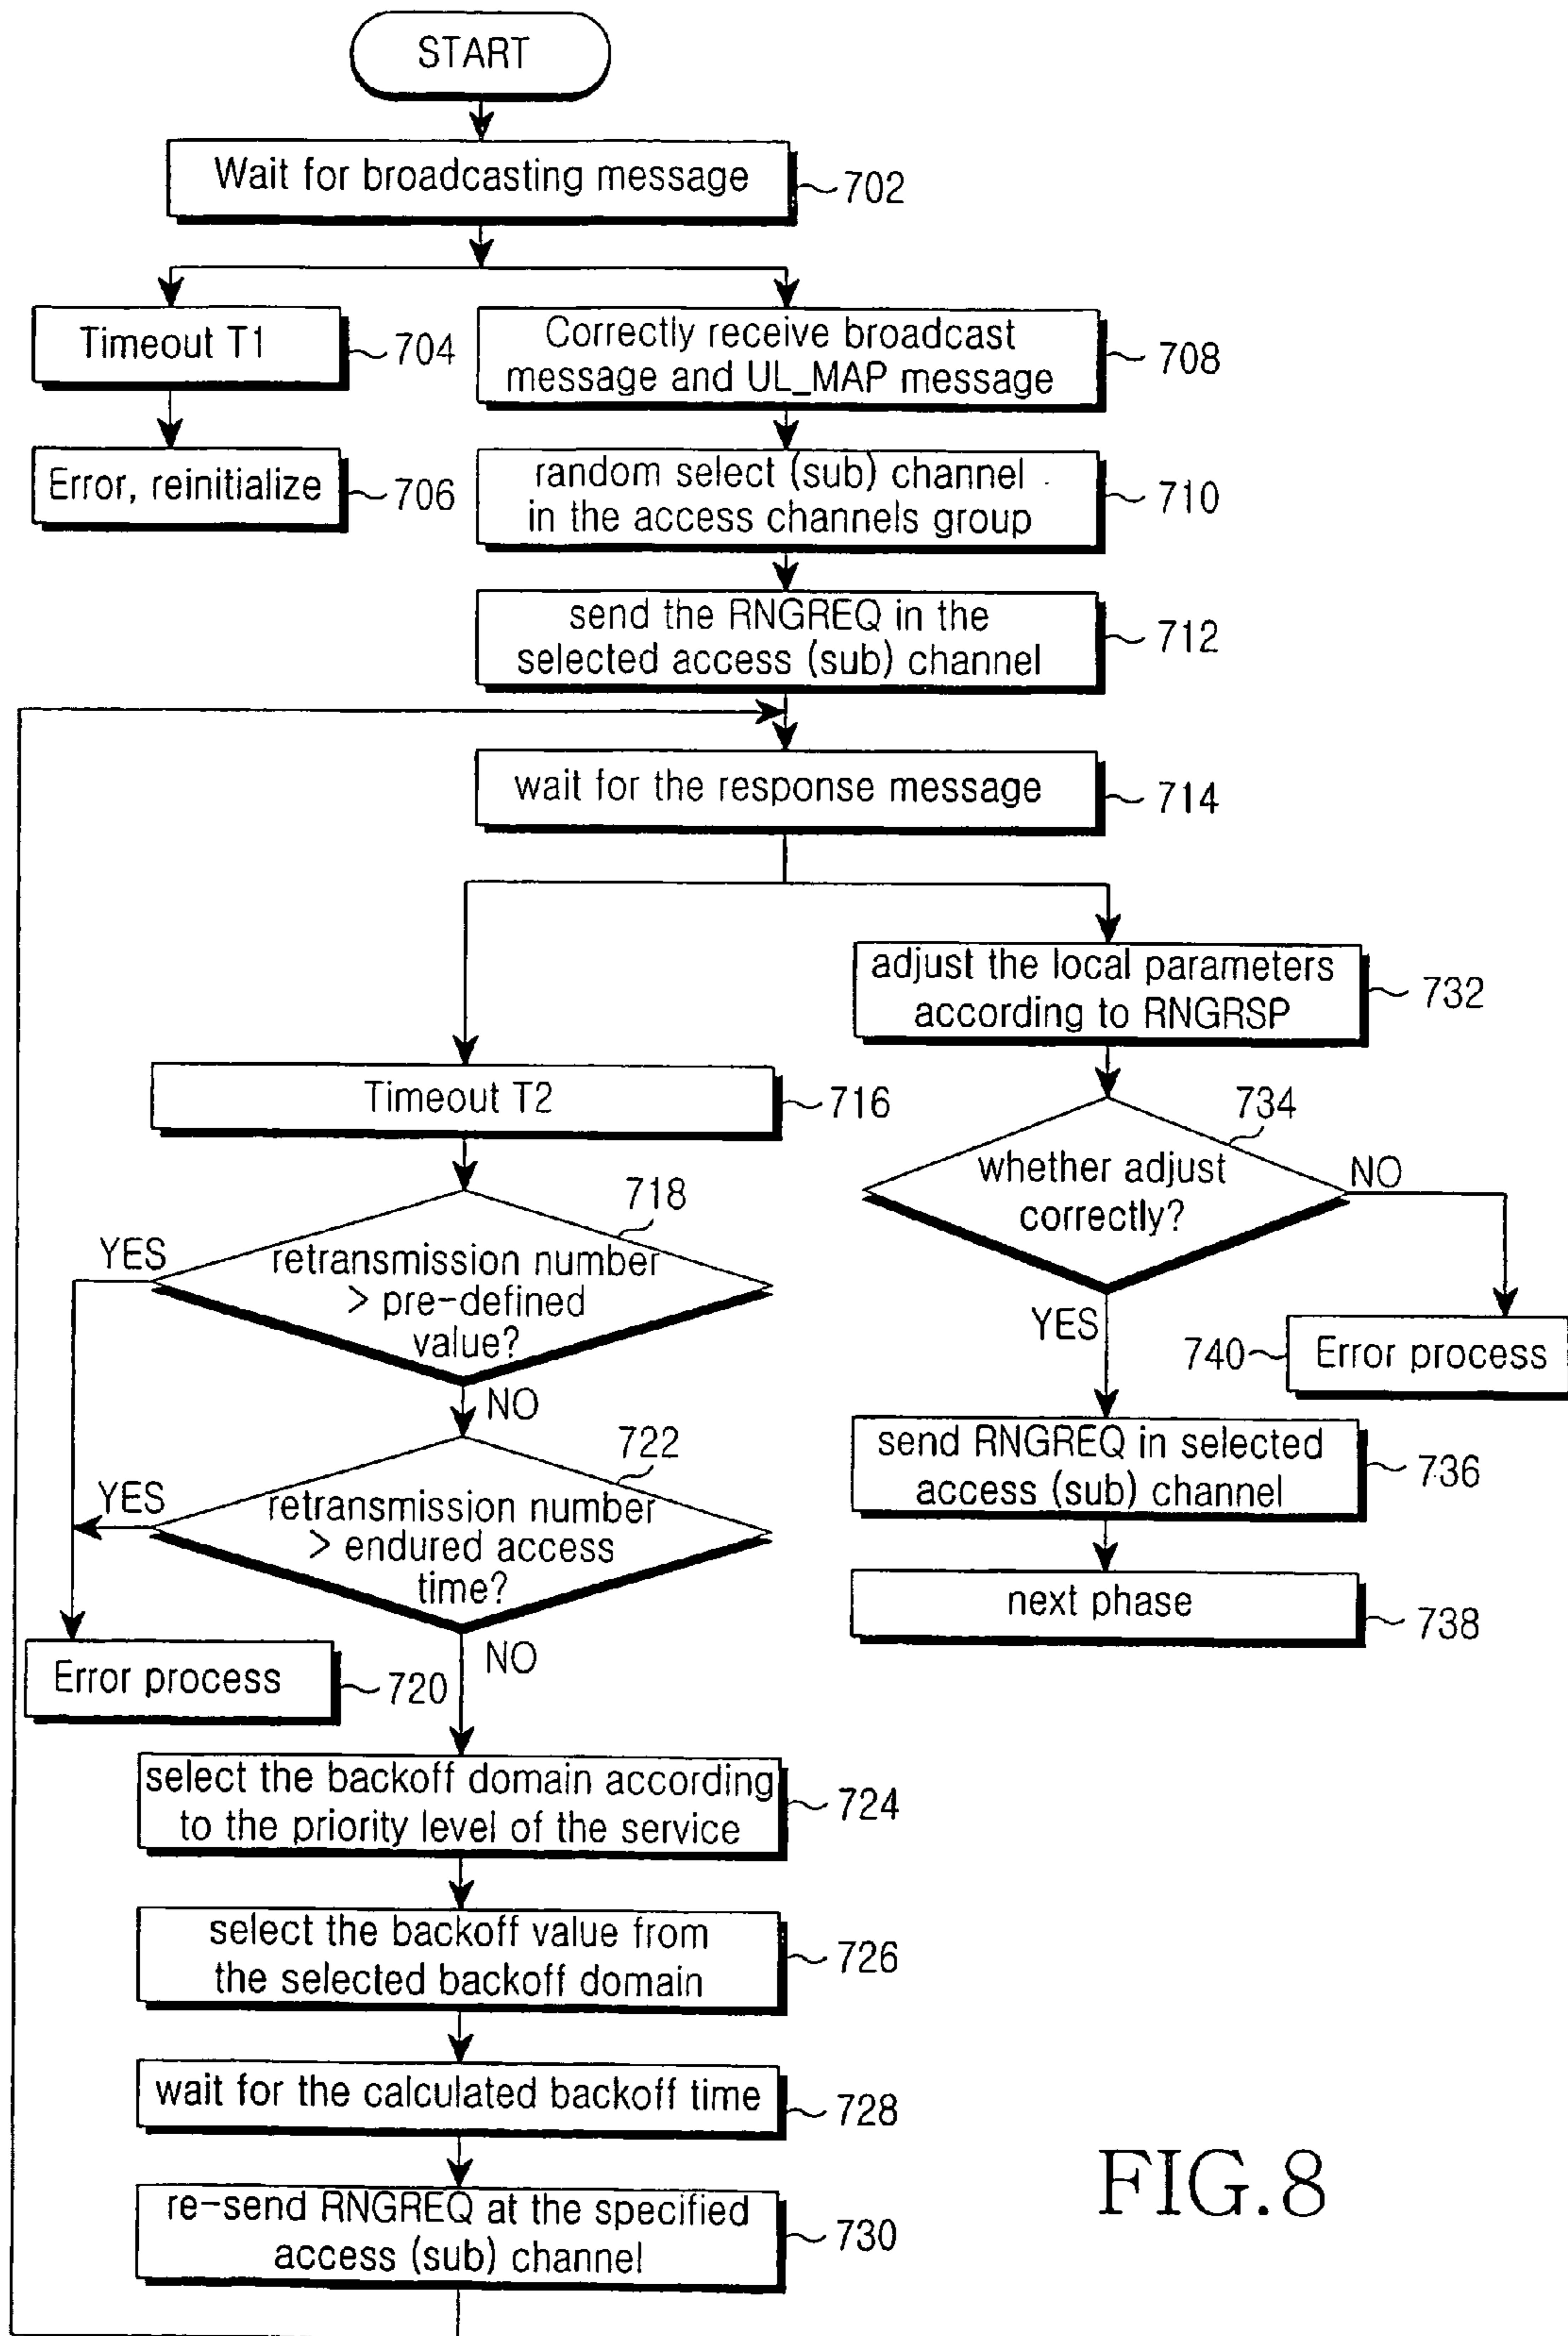 START
Wait for broadcasting message
702
Timeout T1
704
Correctly receive broadcast
message and UL_MAP message
708
Error, reinitialize
706
random select (sub) channel
in the access channels group
710
send the RNGREQ in the
selected access (sub) channel
712
wait for the response message
714
adjust the local parameters
according to RNGRSP
732
Timeout T2
716
734
whether adjust
correctly?
NO
YES
718
retransmission number
> pre-defined
value?
YES
NO
740
Error process
722
retransmission number
> endured access
time?
YES
NO
send RNGREQ in selected
access (sub) channel
736
next phase
738
Error process
720
select the backoff domain according
to the priority level of the service
724
select the backoff value from
the selected backoff domain
726
wait for the calculated backoff time
728
re-send RNGREQ at the specified
access (sub) channel
730
FIG.8